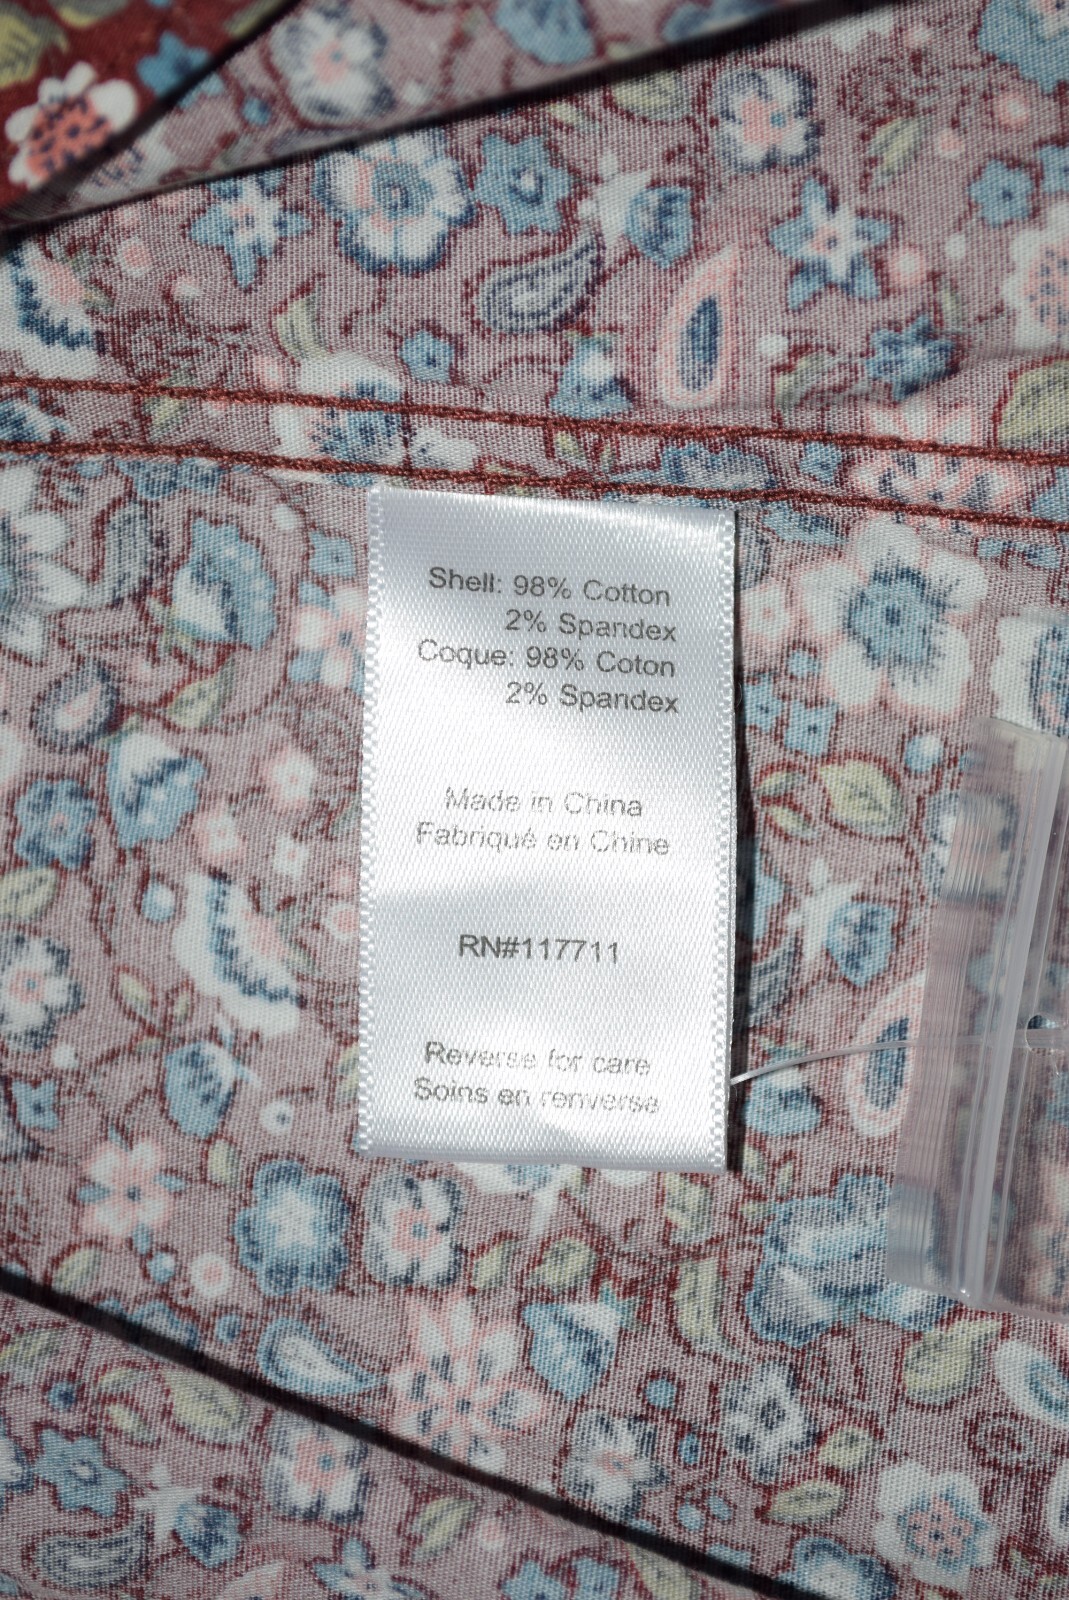 Shell: 98% Cotton
2% Spandex
Coque: 98% Coton
2% Spandex
Made in China
Fabriqué en Chine
RN#117711
Reverse for care
Soins en renverse